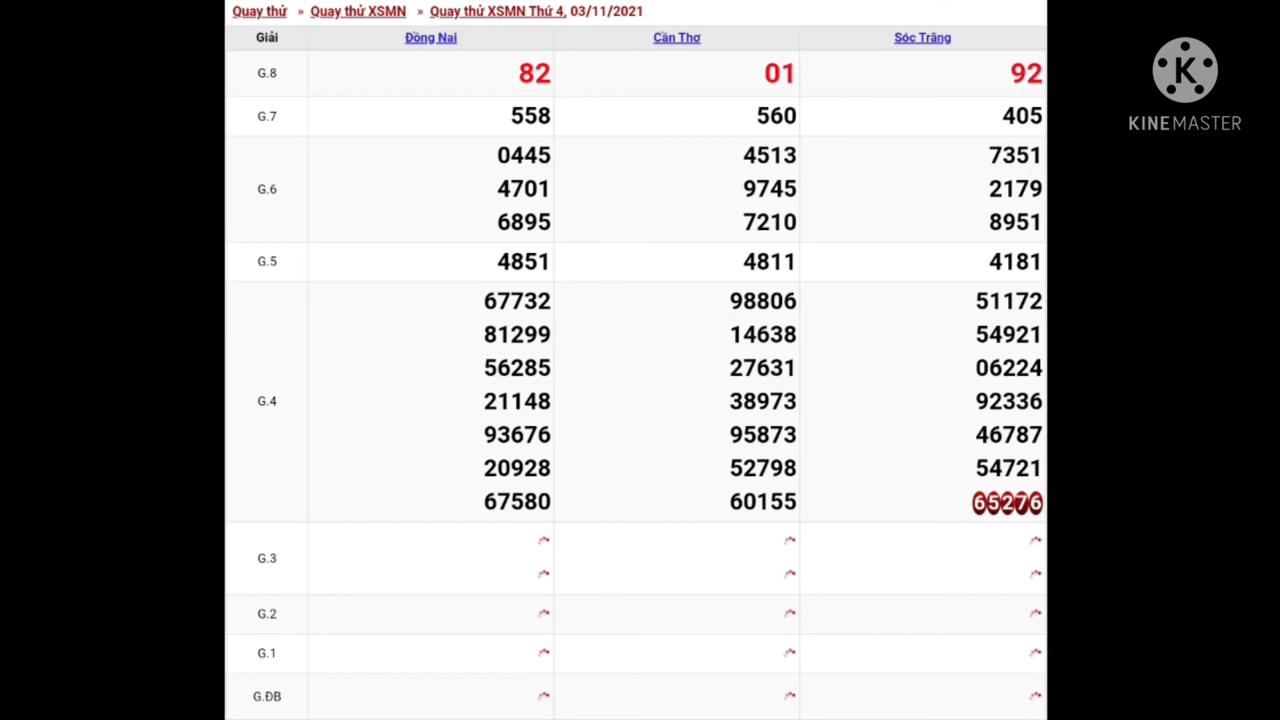 Quay thử » Quay thử XSMN » Quay thử XSMN Thứ 4, 03/11/2021
Giải Đồng Nai Cần Thơ Sóc Trăng
G.8 82 01 92
G.7 558 560 405
0445 4513 7351
G.6 4701 9745 2179
6895 7210 8951
G.5 4851 4811 4181
67732 98806 51172
81299 14638 54921
56285 27631 06224
G.4 21148 38973 92336
93676 95873 46787
20928 52798 54721
67580 60155 65276
G.3
G.2
G.1
G.ĐB
K
KINEMASTER